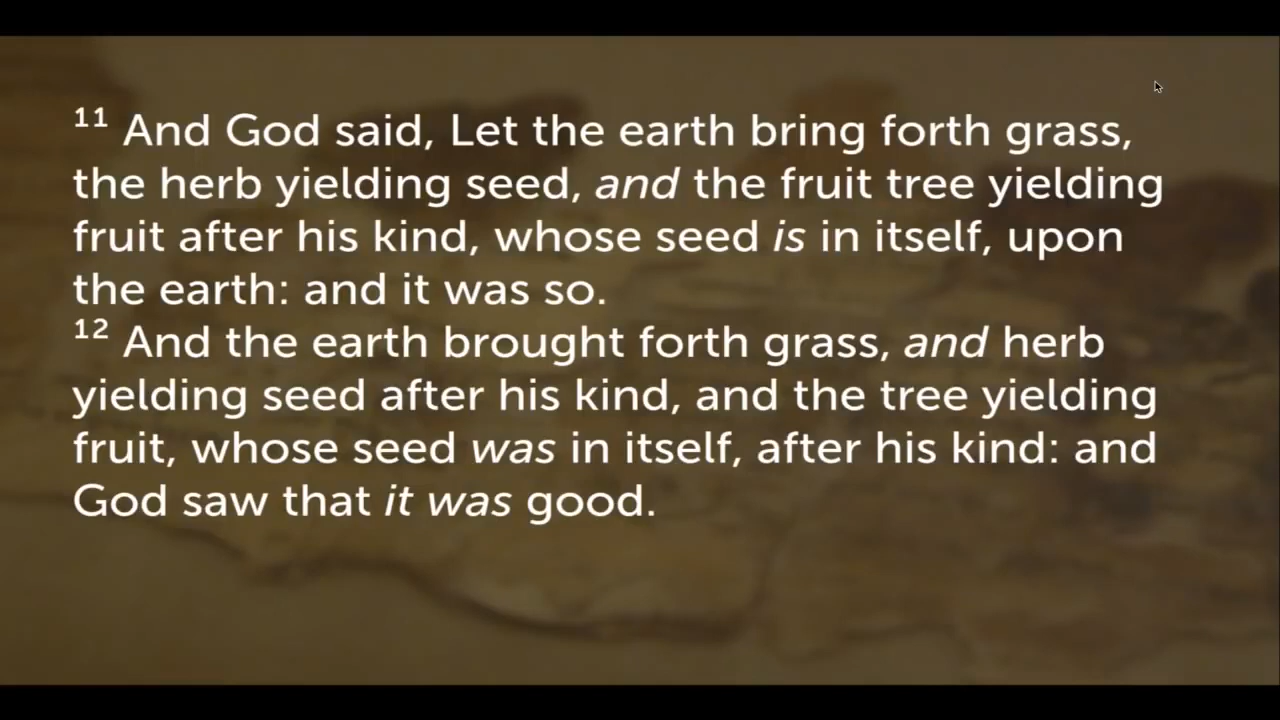 11 And God said, Let the earth bring forth grass,
the herb yielding seed, and the fruit tree yielding
fruit after his kind, whose seed is in itself, upon
the earth: and it was so.
12 And the earth brought forth grass, and herb
yielding seed after his kind, and the tree yielding
fruit, whose seed was in itself, after his kind: and
God saw that it was good.